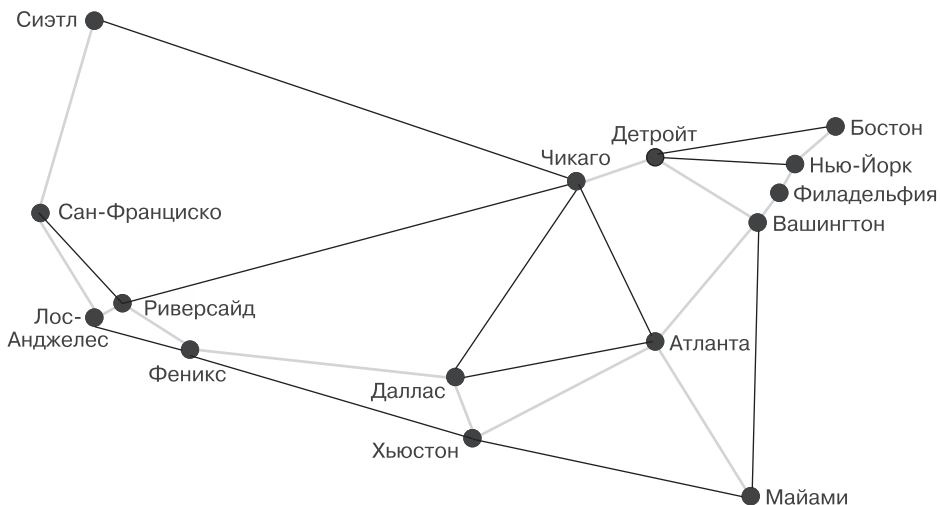 Сиэтл
Бостон
Детройт
Чикаго
Нью-Йорк
Филадельфия
Сан-Франциско
Вашингтон
Риверсайд
Лос-
Анджелес
Атланта
Феникс
Даллас
Хьюстон
Майами